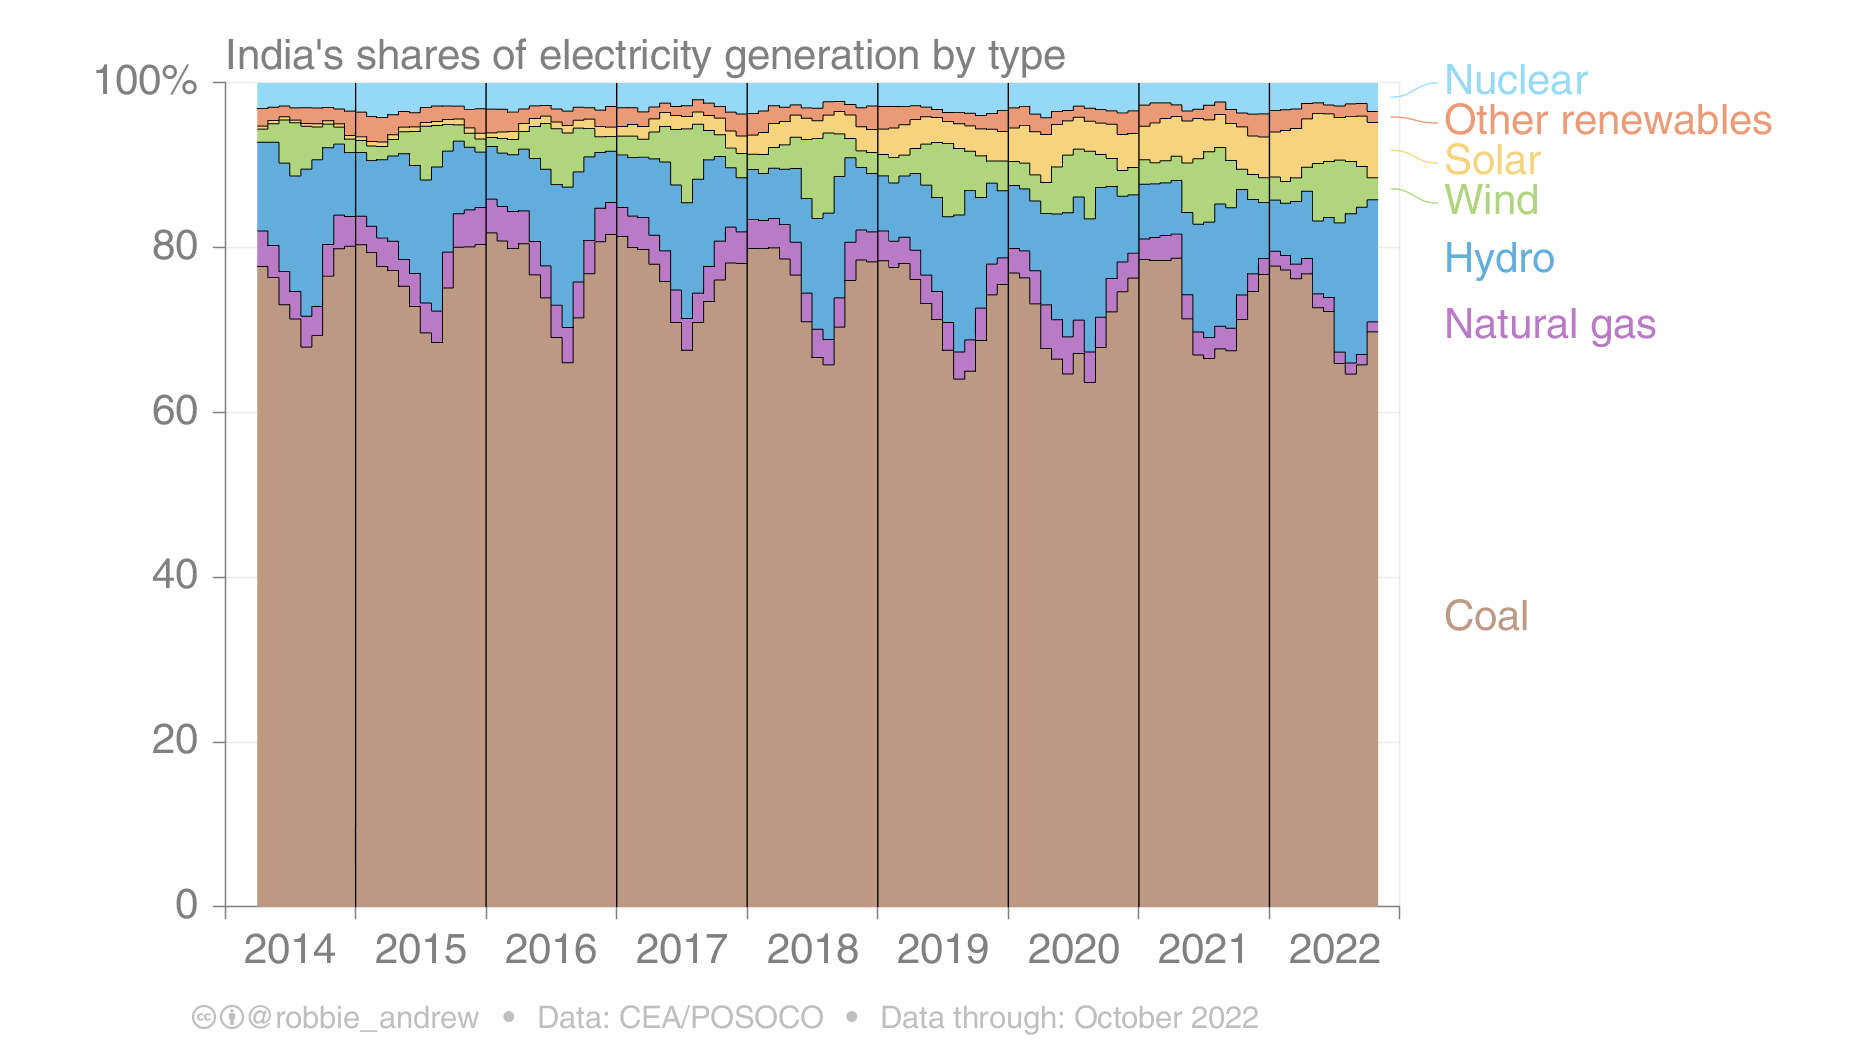 India's shares of electricity generation by type
100%
80
60
40
20
0
2014 2015 2016 2017 2018 2019 2020 2021 2022
Nuclear
Other renewables
Solar
Wind
Hydro
Natural gas
Coal
@robbie_andrew • Data: CEA/POSOCO • Data through: October 2022